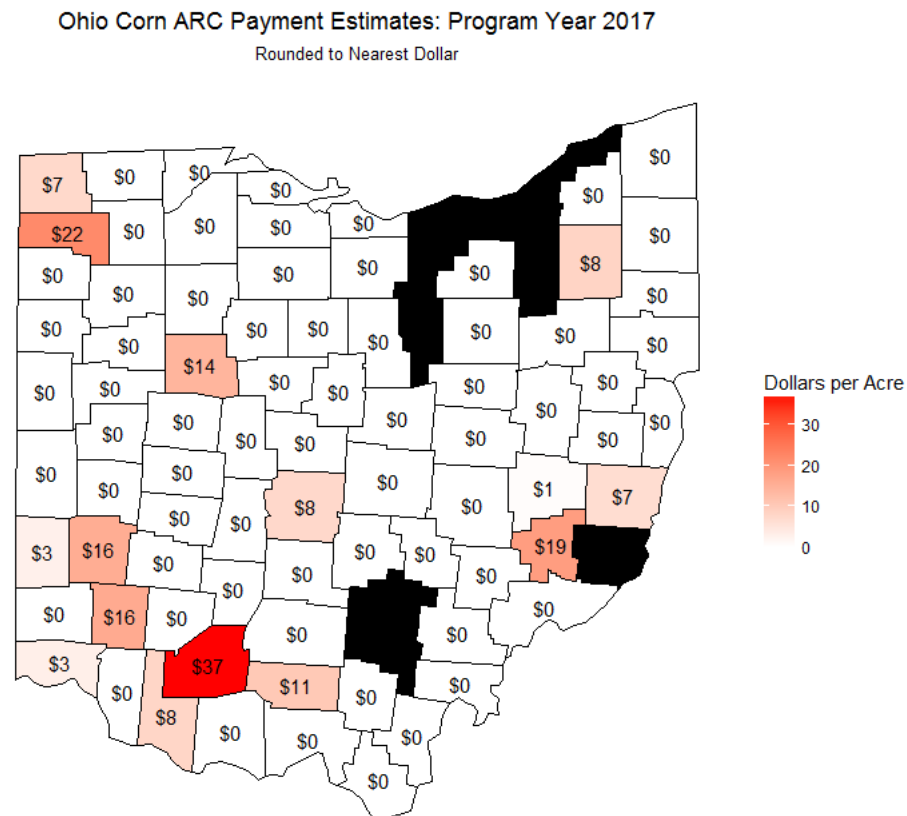 Ohio Corn ARC Payment Estimates: Program Year 2017
Rounded to Nearest Dollar
$0
$7 $0 $0 $0 $0
$22 $0 $0 $0 $0 $0
$0 $0 $0 $0 $8
$0 $0 $0
$0 $0 $0 $0 $0 $0 $0
$0 $14
$0 $0 $0 $0 $0 $0
$0 $0 $0 $0 $0 $0 $0 $0 $0
$0 $0 $0 $0 $1 $7
$0 $0 $8 $0
$3 $16 $0 $0 $0 $0 $0 $19
$0 $16 $0 $0 $0 $0 $0
$3 $0 $37 $11 $0 $0
$8 $0 $0 $0
$0
Dollars per Acre
30
20
10
0